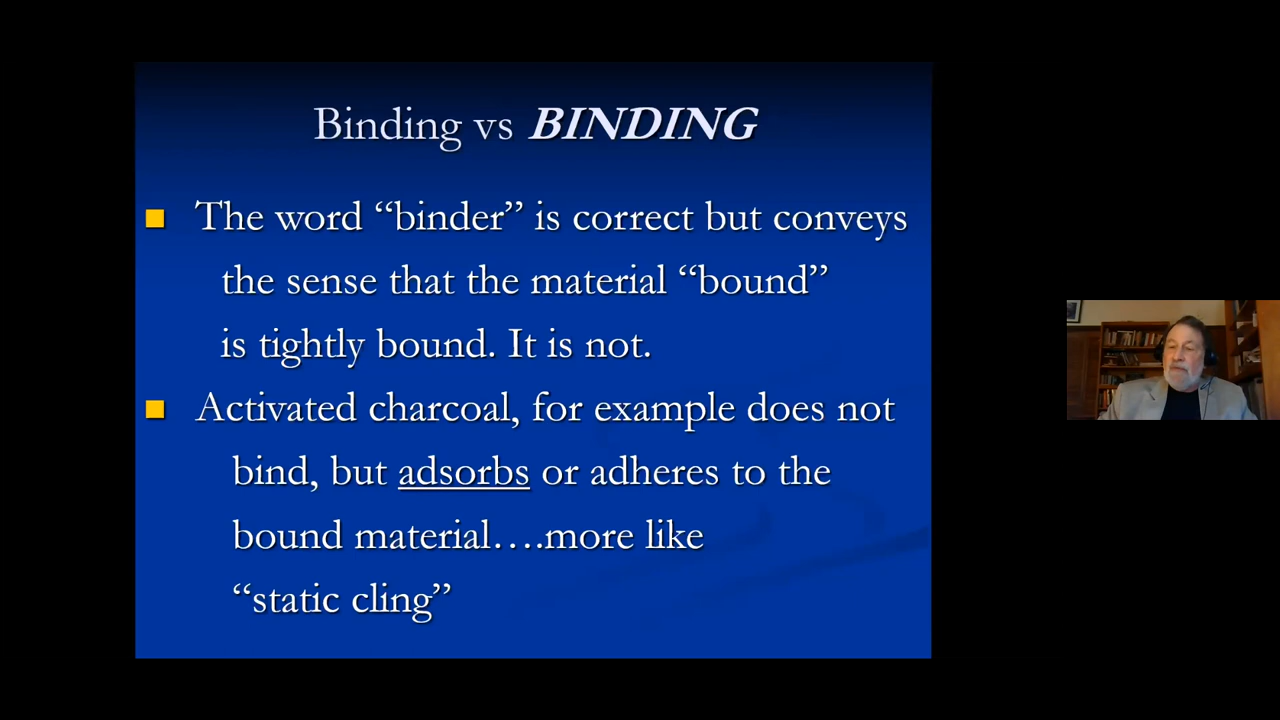 Binding vs BINDING
The word “binder” is correct but conveys
the sense that the material “bound”
is tightly bound. It is not.
Activated charcoal, for example does not
bind, but adsorbs or adheres to the
bound material….more like
“static cling”